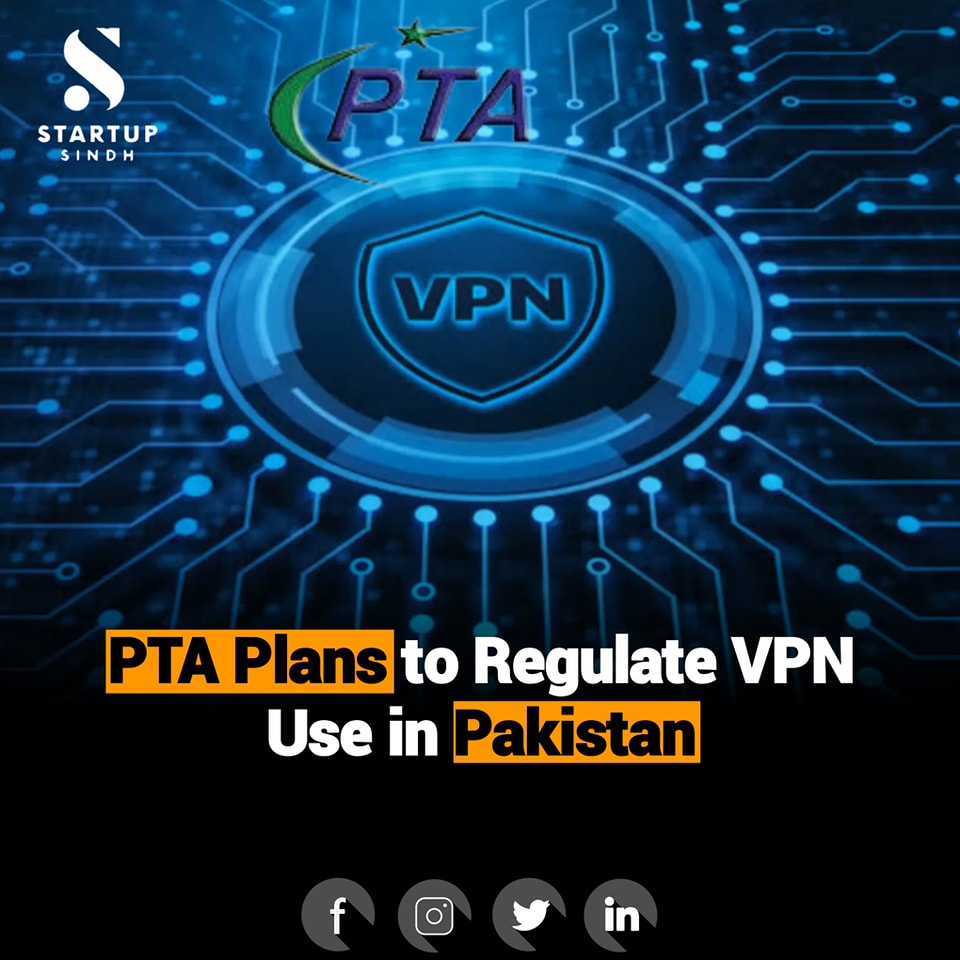 STARTUP
SINDH
PTA
VPN
PTA Plans to Regulate VPN
Use in Pakistan